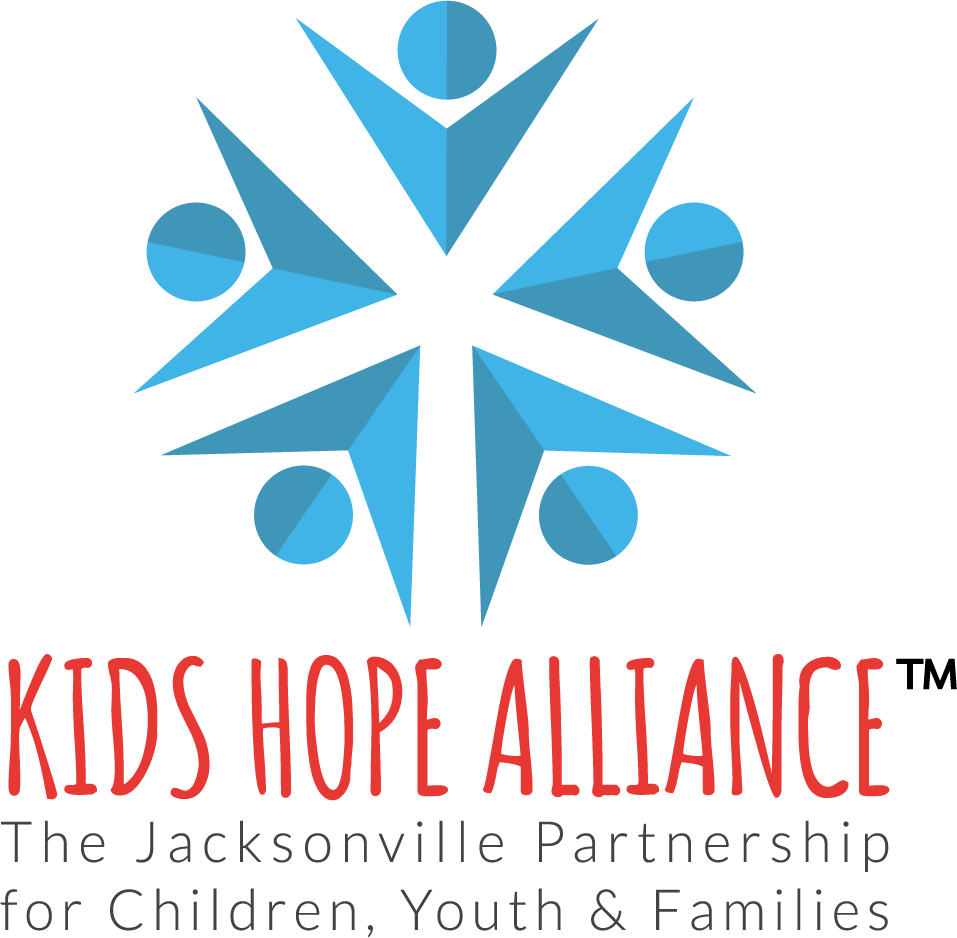 KIDS HOPE ALLIANCE™
The Jacksonville Partnership
for Children, Youth & Families